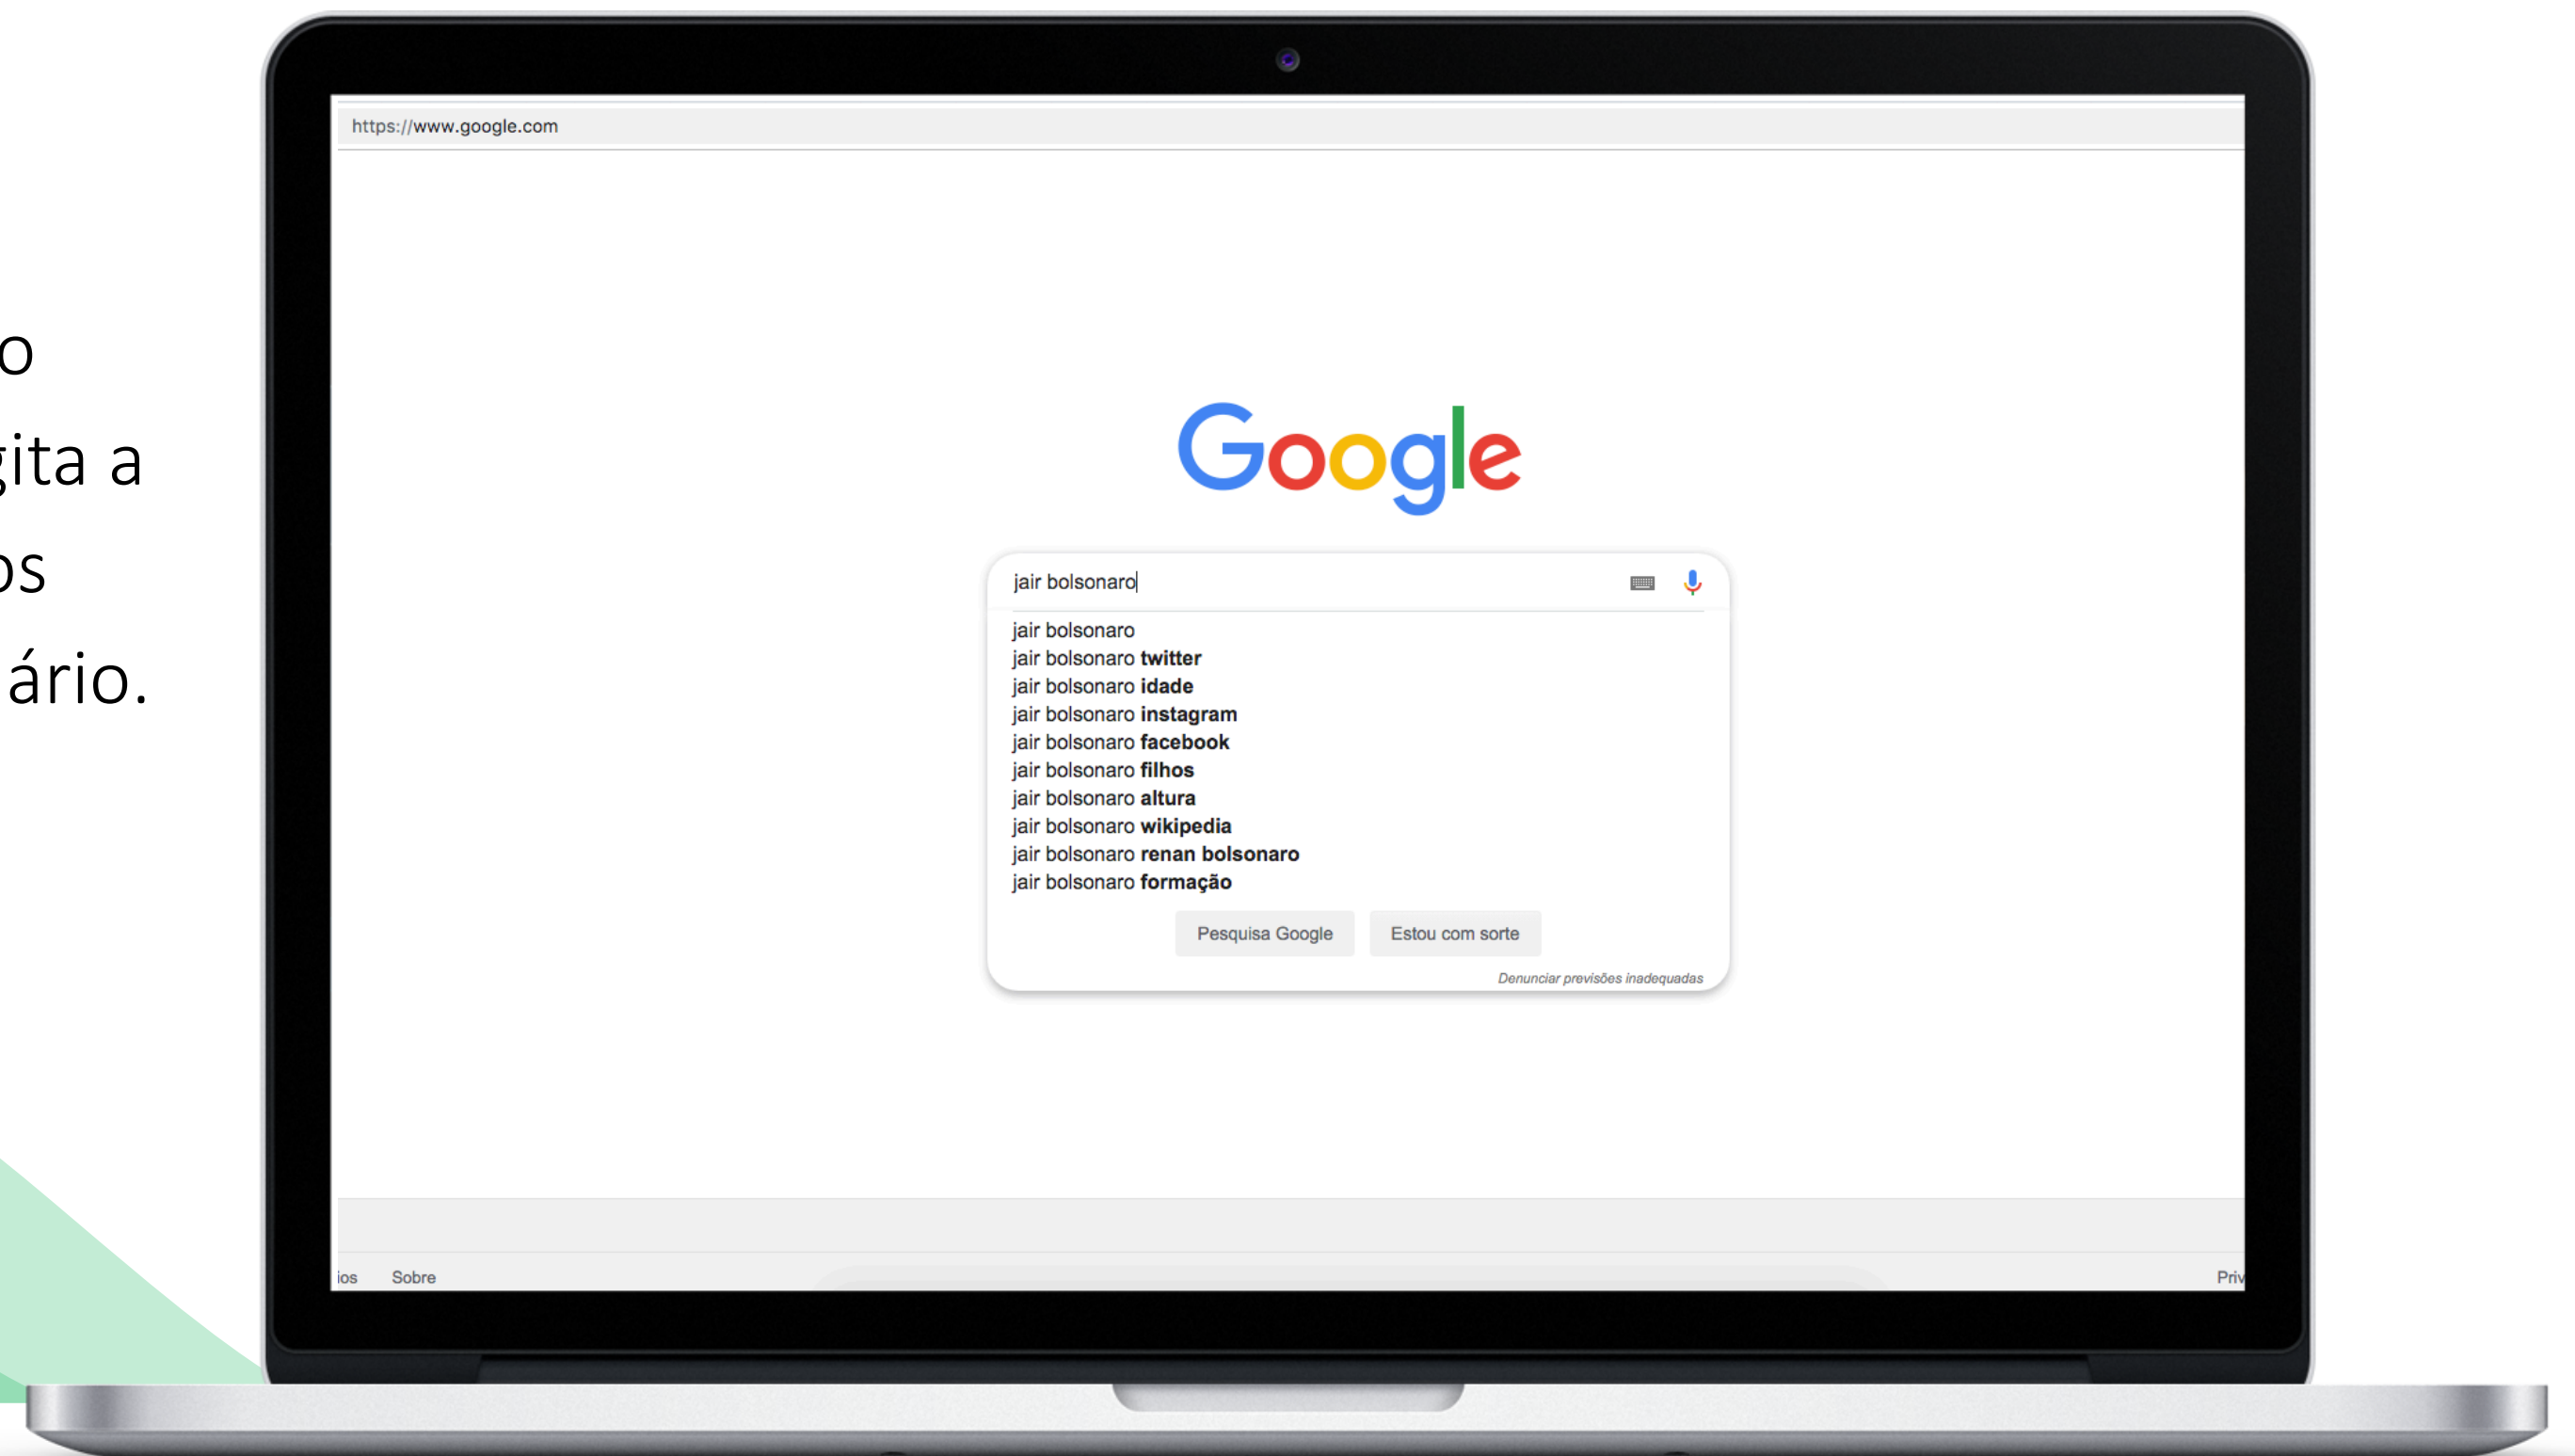 o
gita a
os
ário.
https://www.google.com
Google
jair bolsonaro
jair bolsonaro
jair bolsonaro twitter
jair bolsonaro idade
jair bolsonaro instagram
jair bolsonaro facebook
jair bolsonaro filhos
jair bolsonaro altura
jair bolsonaro wikipedia
jair bolsonaro renan bolsonaro
jair bolsonaro formação
Pesquisa Google Estou com sorte
Denunciar previsões inadequadas
ios Sobre Priv